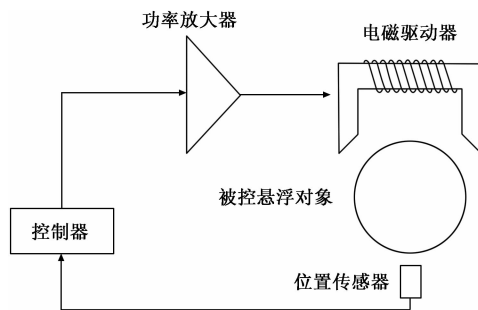 功率放大器
电磁驱动器
被控悬浮对象
控制器
位置传感器